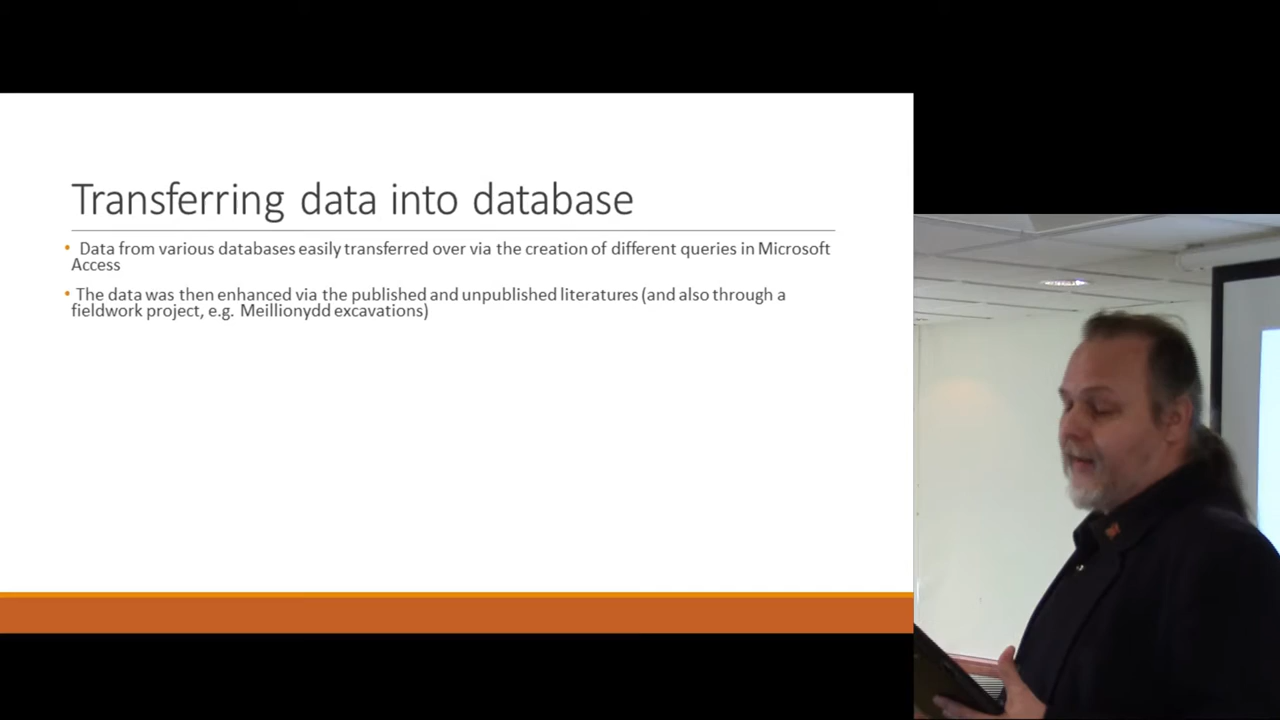 Transferring data into database
• Data from various databases easily transferred over via the creation of different queries in Microsoft
Access
• The data was then enhanced via the published and unpublished literatures (and also through a
fieldwork project, e.g. Meillionydd excavations)